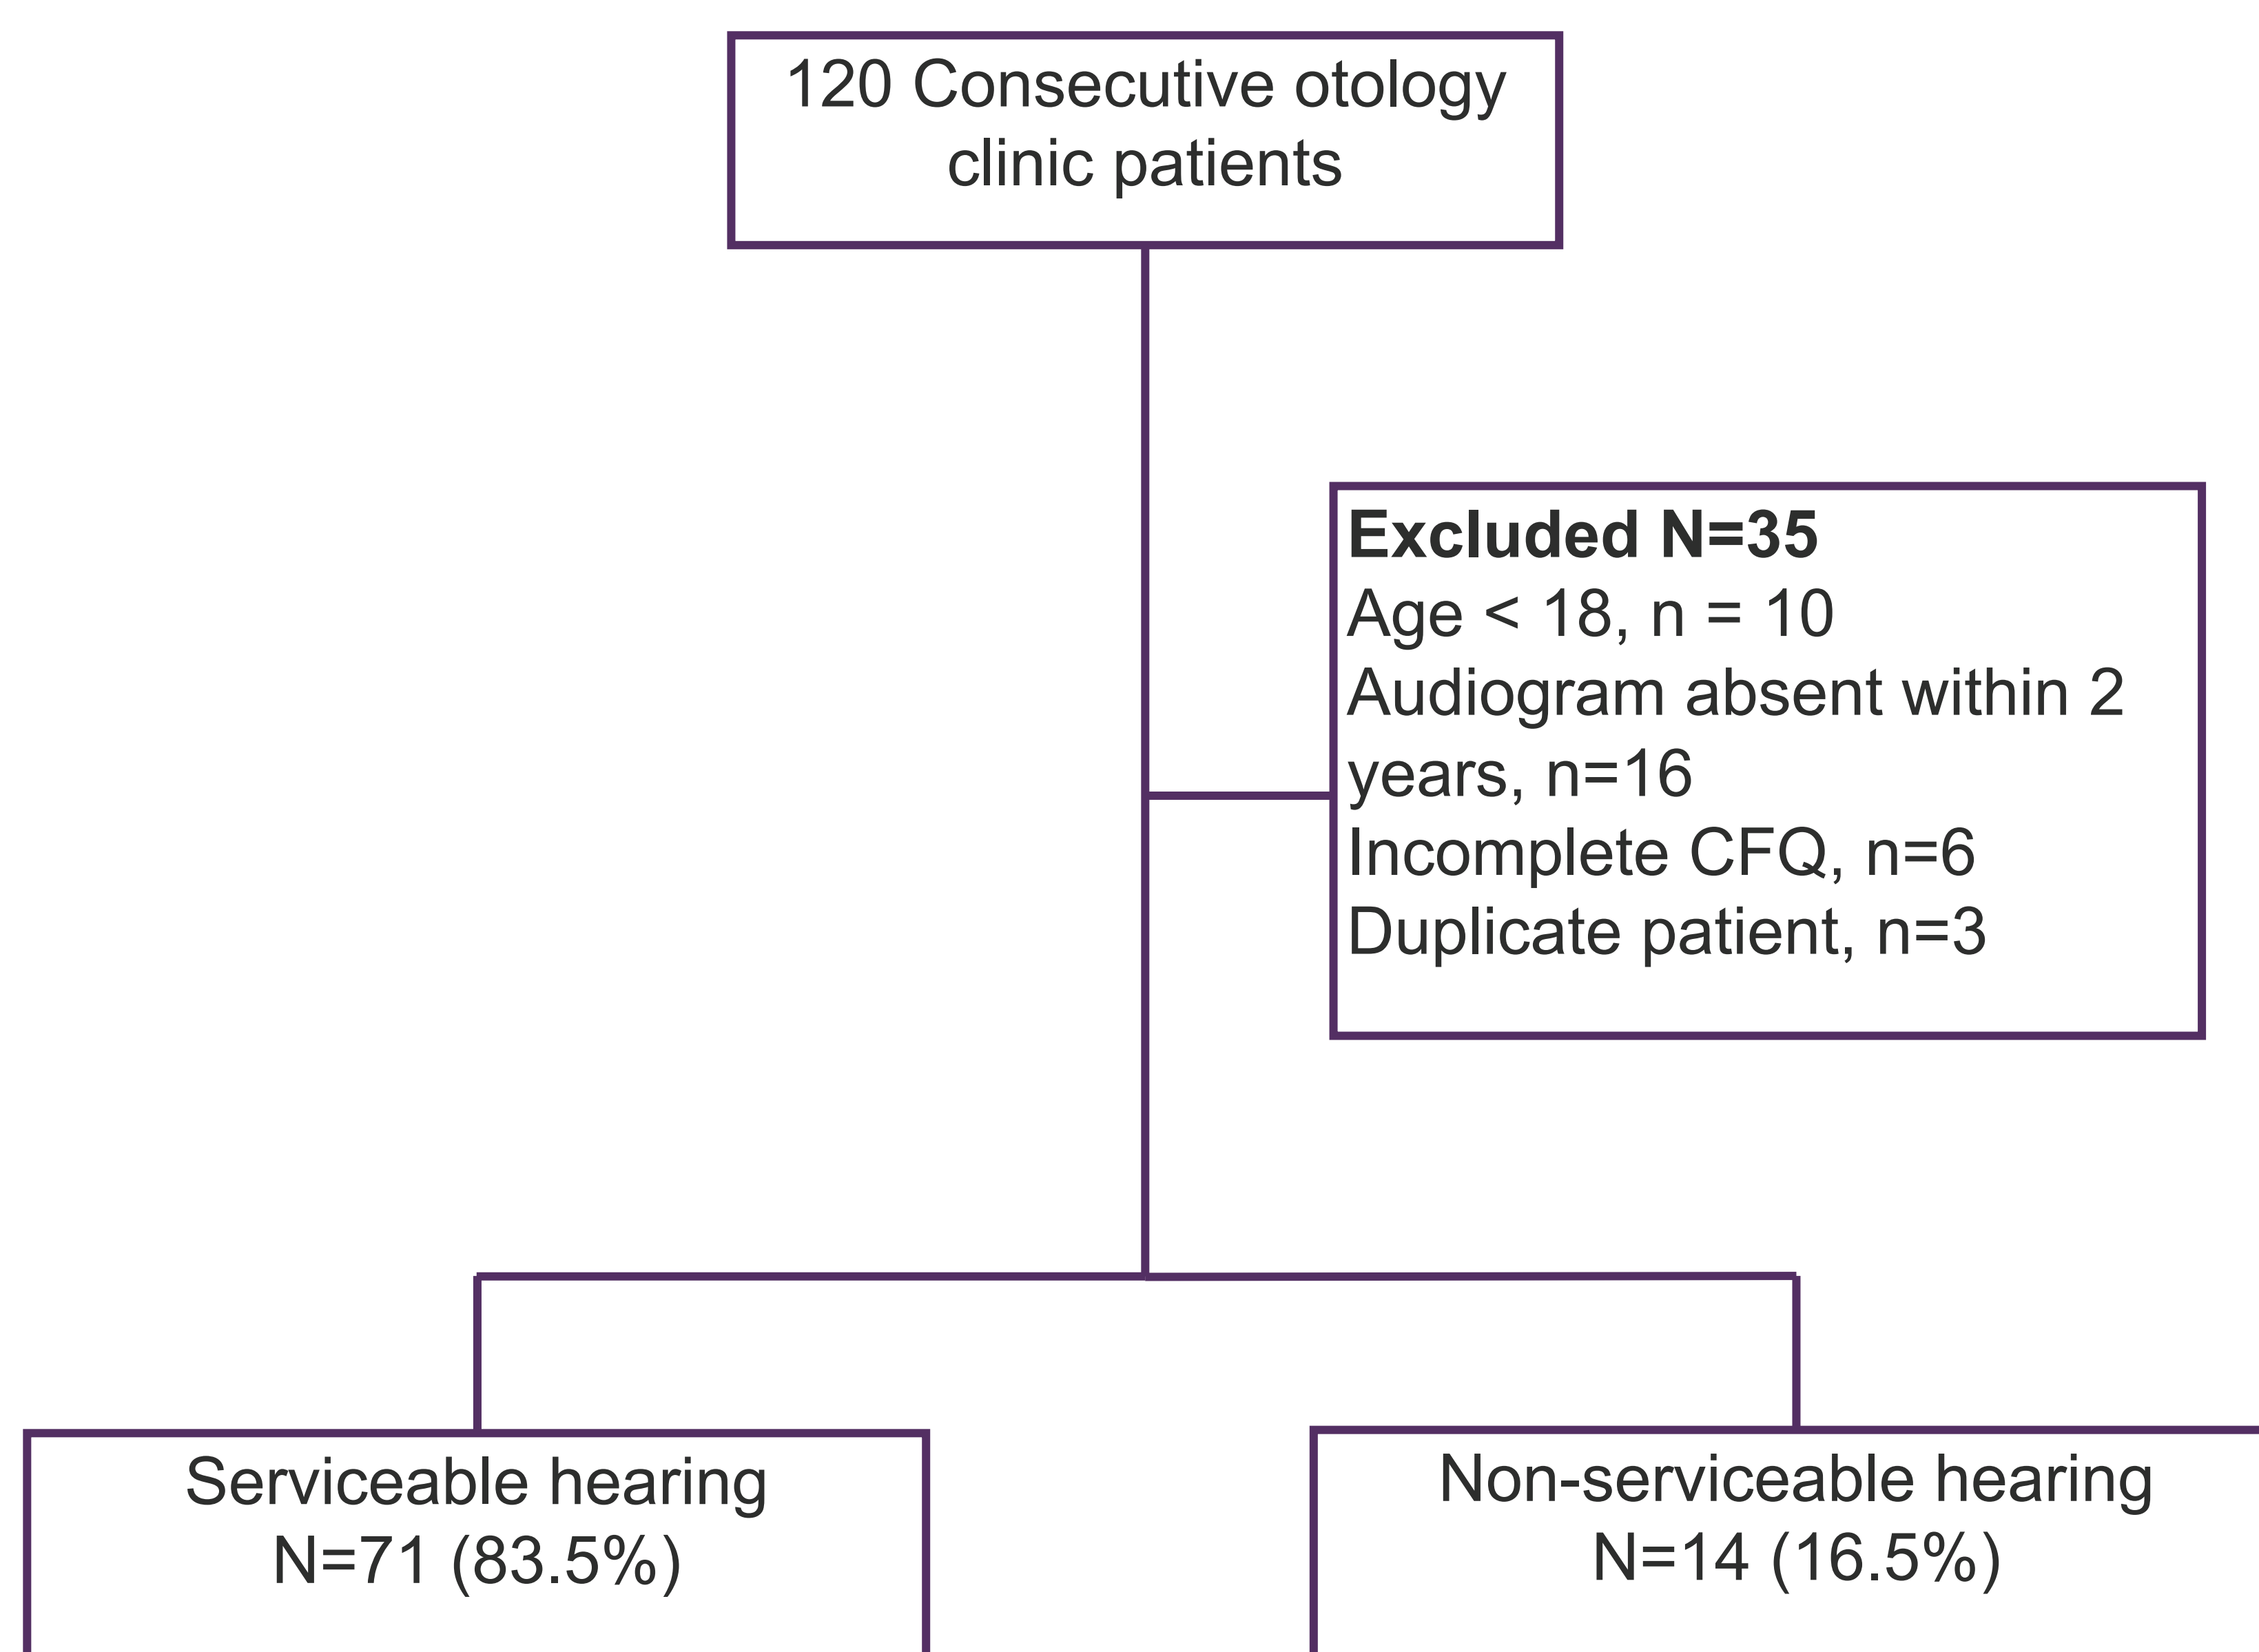 120 Consecutive otology
clinic patients
Excluded N=35
Age < 18, n = 10
Audiogram absent within 2
years, n=16
Incomplete CFQ, n=6
Duplicate patient, n=3
Serviceable hearing
N=71 (83.5%)
Non-serviceable hearing
N=14 (16.5%)